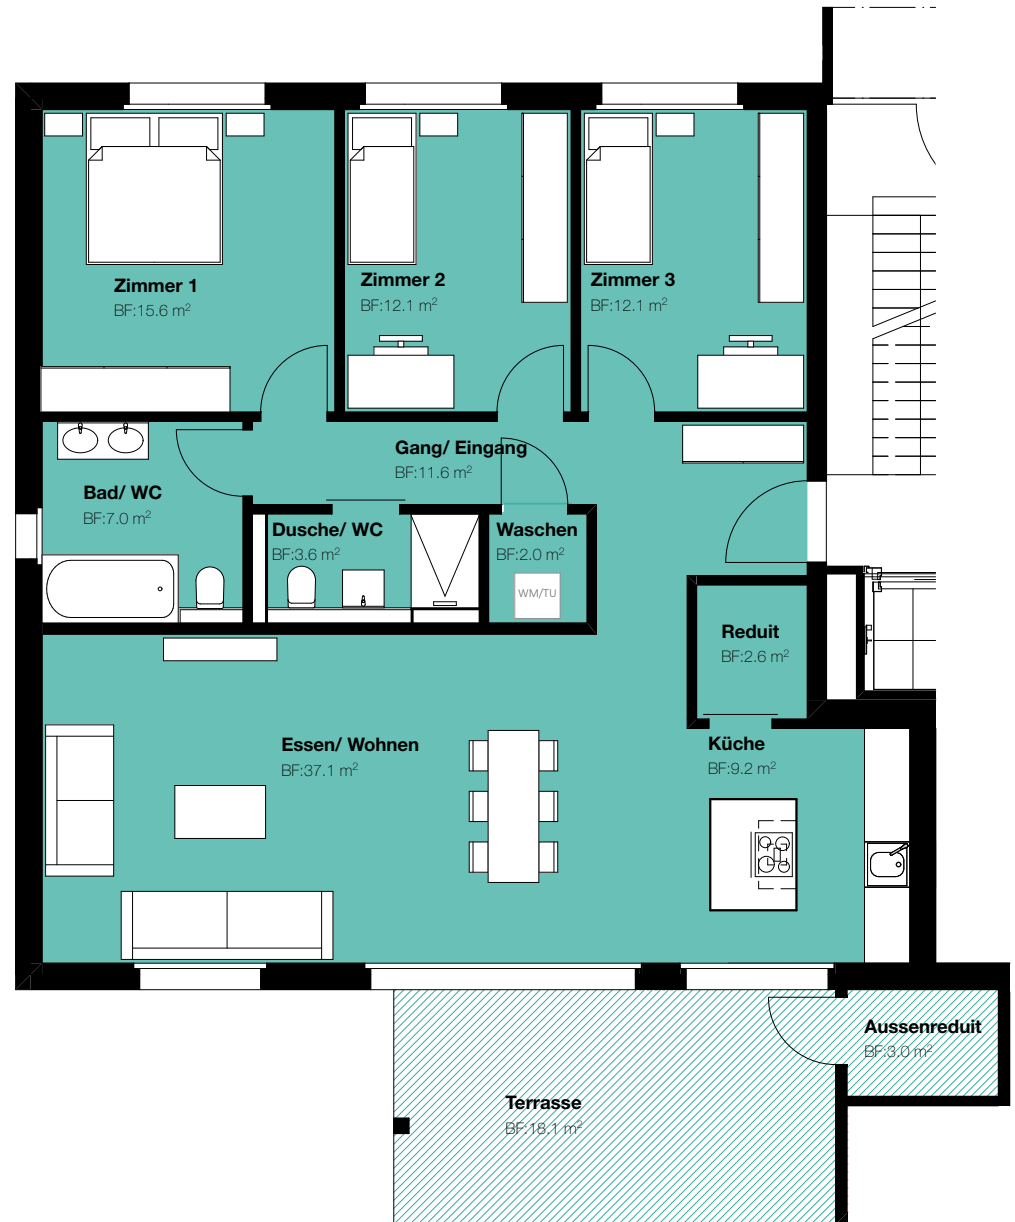 Zimmer 1
BF:15.6 m²
Zimmer 2
BF:12.1 m²
Zimmer 3
BF:12.1 m²
Gang/ Eingang
BF:11.6 m²
Bad/ WC
BF:7.0 m²
Dusche/ WC
BF:3.6 m²
Waschen
BF:2.0 m²
WM/TU
Reduit
BF:2.6 m²
Essen/ Wohnen
BF:37.1 m²
Küche
BF:9.2 m²
Aussenreduit
BF:3.0 m²
Terrasse
BF:18.1 m²